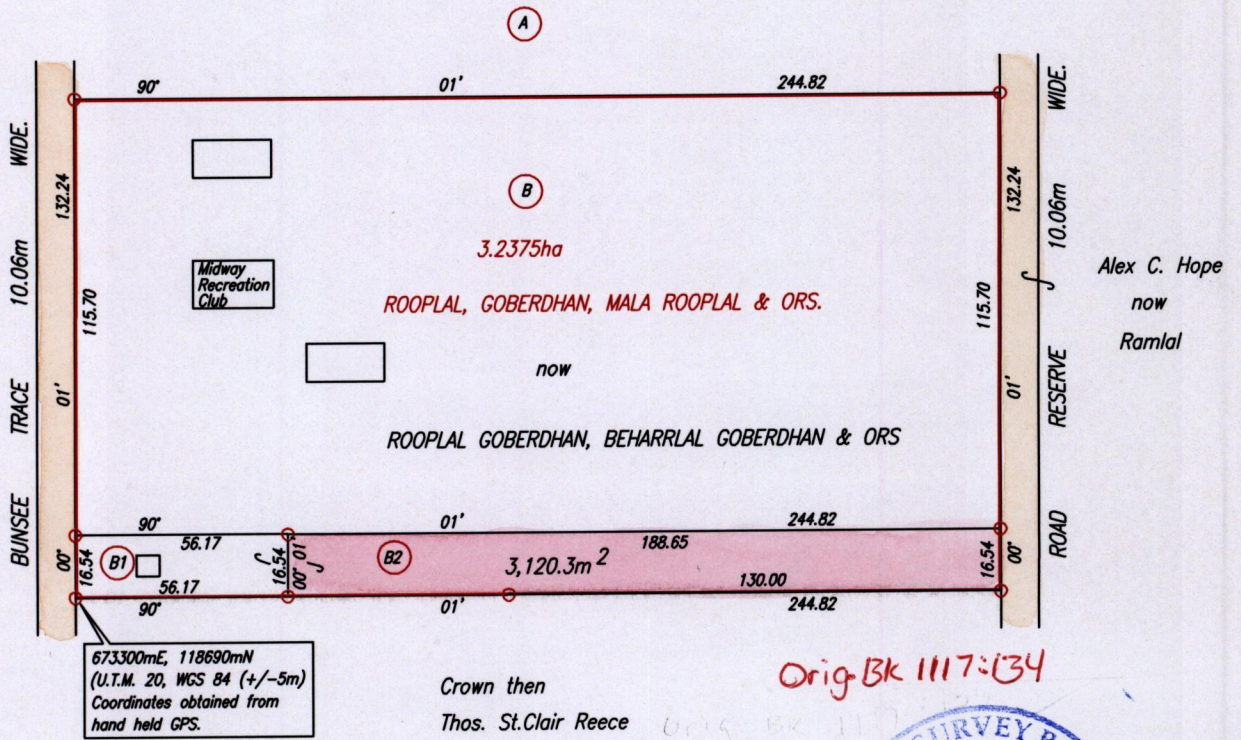 A
90° 01' 244.82
BUNSEE TRACE 10.06m WIDE.
132.24
115.70
01'
B
3.2375ha
Midway
Recreation
Club
ROOPLAL, GOBERDHAN, MALA ROOPLAL & ORS.
now
ROOPLAL GOBERDHAN, BEHARRLAL GOBERDHAN & ORS
132.24
115.70
01'
ROAD RESERVE 10.06m WIDE.
Alex C. Hope
now
Ramlal
90° 01' 244.82
56.17 188.65
00°
16.54
B1
16.54
00° 01'
B2
3,120.3m²
16.54
00°
56.17 130.00
90° 01' 244.82
673300mE, 118690mN
(U.T.M. 20, WGS 84 (+/-5m)
Coordinates obtained from
hand held GPS.
Crown then
Thos. St.Clair Reece
Orig-Bk 1117:134
SURVEY